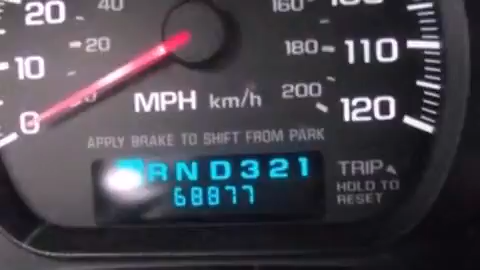 20 40 160
20 180 110
10 MPH km/h 200
0 120
APPLY BRAKE TO SHIFT FROM PARK
RND321 TRIP
68877 HOLD TO
RESET